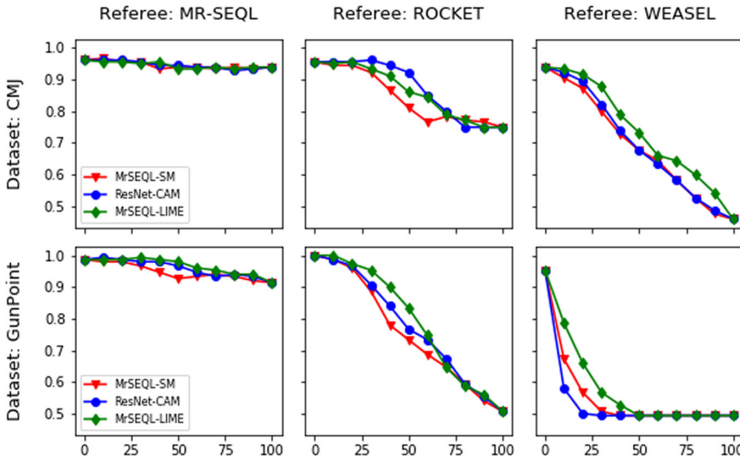 Referee: MR-SEQL Referee: ROCKET Referee: WEASEL
Dataset: CMJ
1.0
0.9
0.8
0.7
0.6
0.5
MrSEQL-SM
ResNet-CAM
MrSEQL-LIME
Dataset: GunPoint
1.0
0.9
0.8
0.7
0.6
0.5
MrSEQL-SM
ResNet-CAM
MrSEQL-LIME
0 25 50 75 100 0 25 50 75 100 0 25 50 75 100